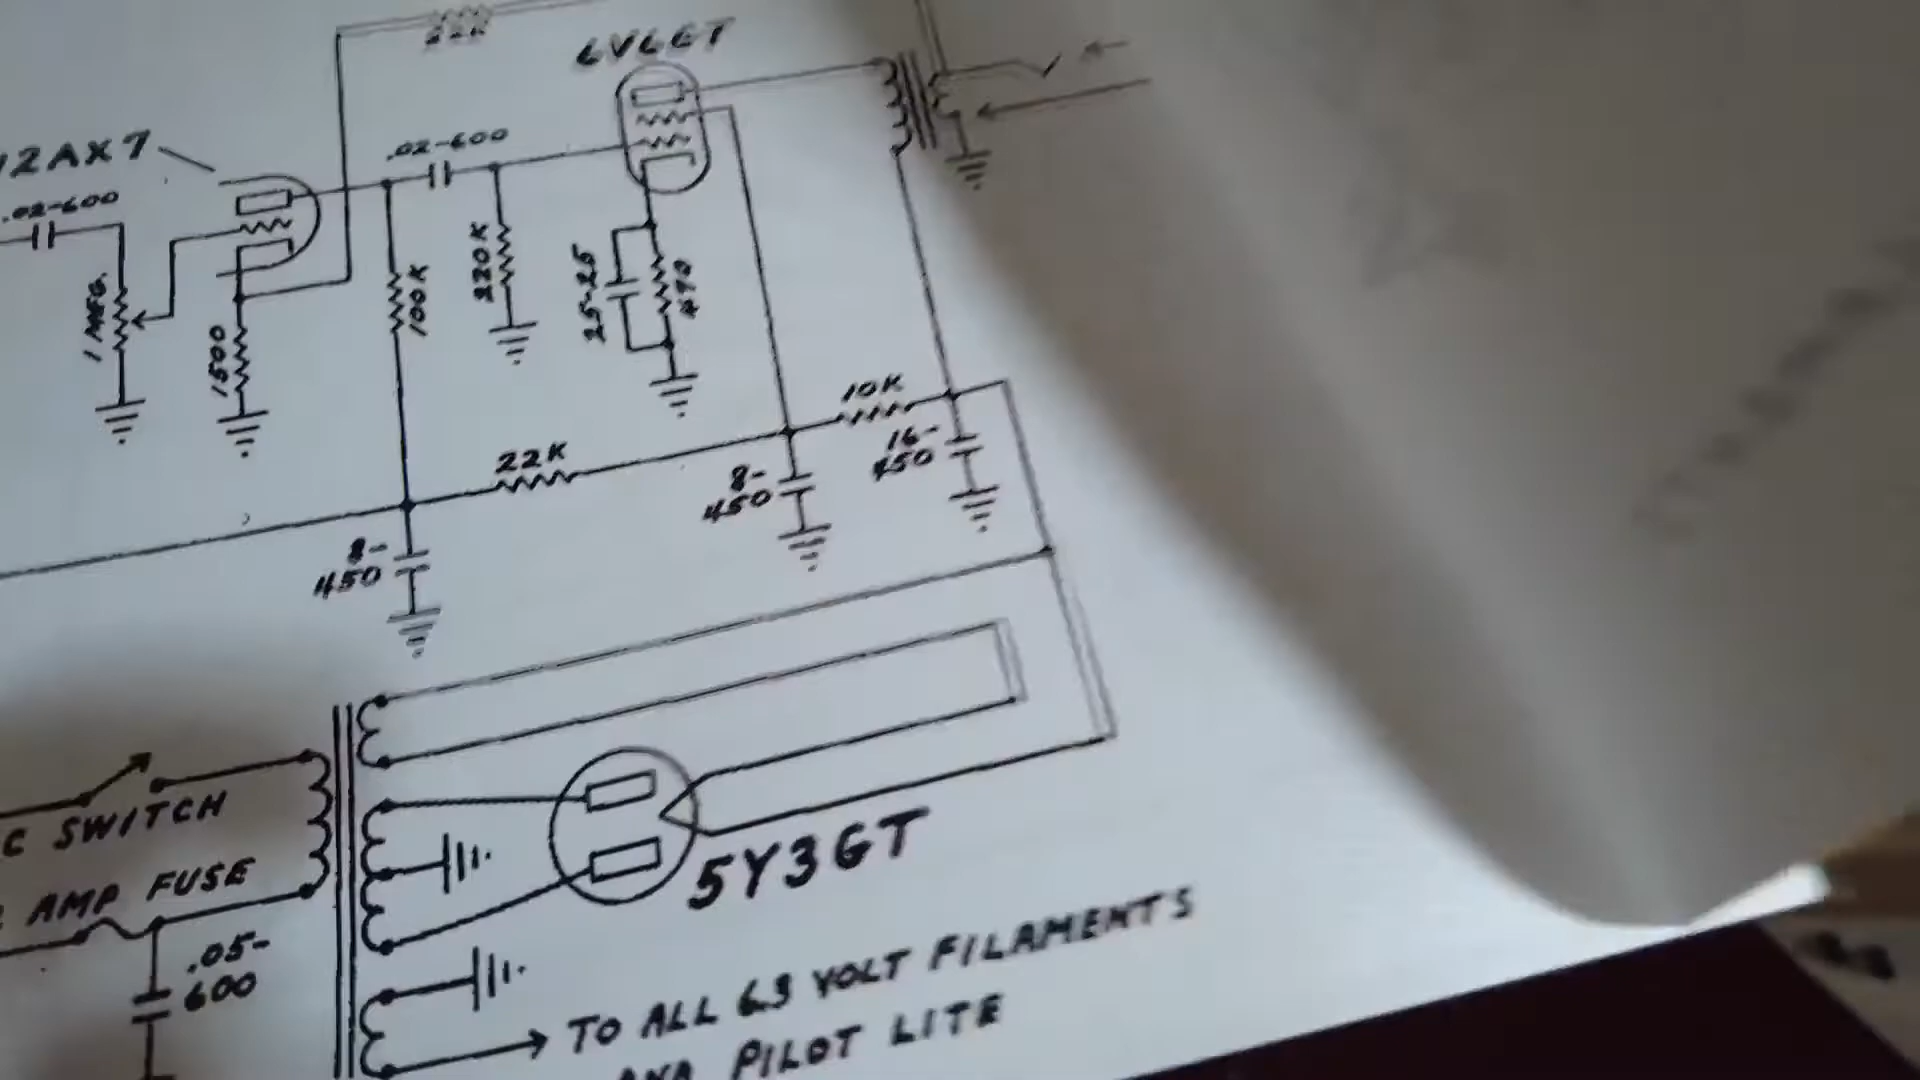 22K
6V6GT
12AX7
.02-600
.02-600
1 MEG.
1500
100K
220K
25-25
470
10K
22K
16-
450
8-
450
8-
450
C SWITCH
AMP FUSE
.05-
600
5Y3GT
TO ALL 6.3 VOLT FILAMENTS
AND PILOT LITE